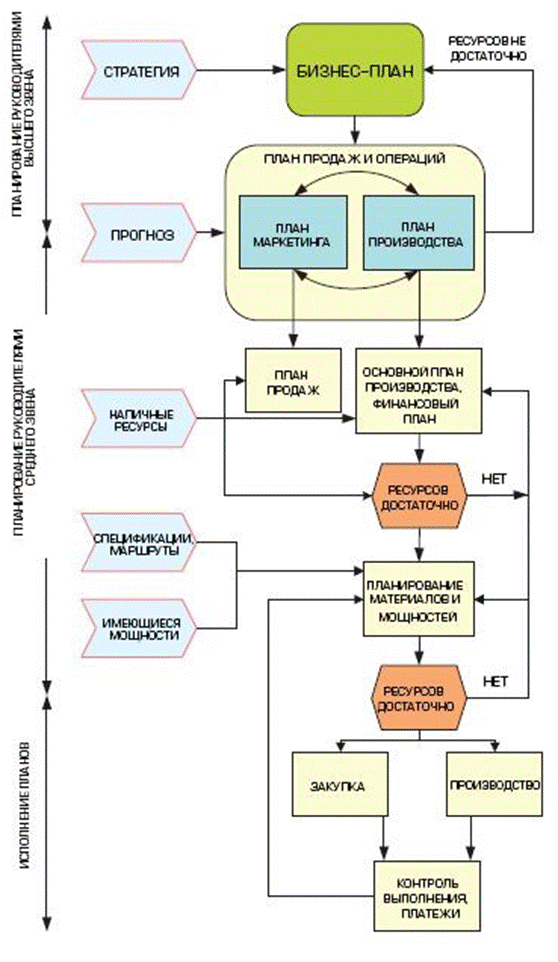 ПЛАНИРОВАНИЕ РУКОВОДИТЕЛЯМИ
ВЫСШЕГО ЗВЕНА
СТРАТЕГИЯ
БИЗНЕС-ПЛАН
РЕСУРСОВ НЕ
ДОСТАТОЧНО
ПЛАН ПРОДАЖ И ОПЕРАЦИЙ
ПРОГНОЗ
ПЛАН
МАРКЕТИНГА
ПЛАН
ПРОИЗВОДСТВА
ПЛАНИРОВАНИЕ РУКОВОДИТЕЛЯМИ
СРЕДНЕГО ЗВЕНА
ПЛАН
ПРОДАЖ
ОСНОВНОЙ ПЛАН
ПРОИЗВОДСТВА,
ФИНАНСОВЫЙ
ПЛАН
НАЛИЧНЫЕ
РЕСУРСЫ
РЕСУРСОВ
ДОСТАТОЧНО
НЕТ
СПЕЦИФИКАЦИИ,
МАРШРУТЫ
ПЛАНИРОВАНИЕ
МАТЕРИАЛОВ И
МОЩНОСТЕЙ
ИМЕЮЩИЕСЯ
МОЩНОСТИ
РЕСУРСОВ
ДОСТАТОЧНО
НЕТ
ИСПОЛНЕНИЕ ПЛАНОВ
ЗАКУПКА
ПРОИЗВОДСТВО
КОНТРОЛЬ
ВЫПОЛНЕНИЯ,
ПЛАТЕЖИ